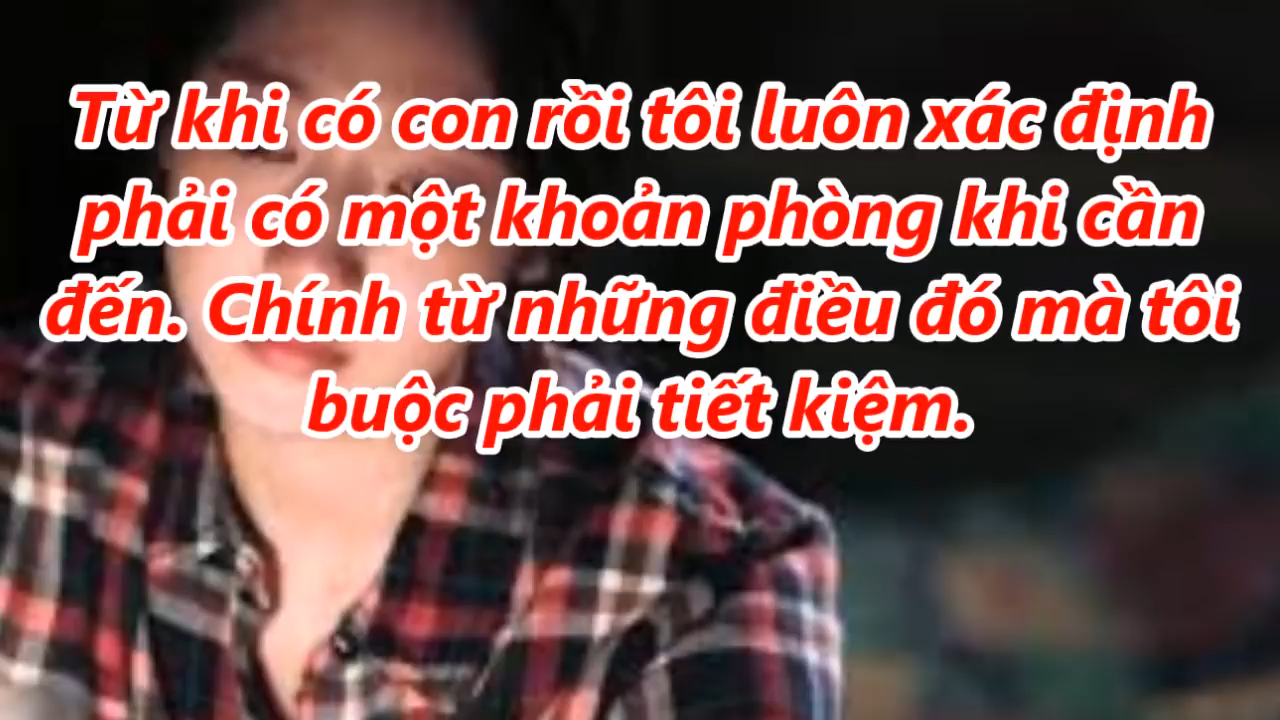 Từ khi có con rồi tôi luôn xác định
phải có một khoản phòng khi cần
đến. Chính từ những điều đó mà tôi
buộc phải tiết kiệm.